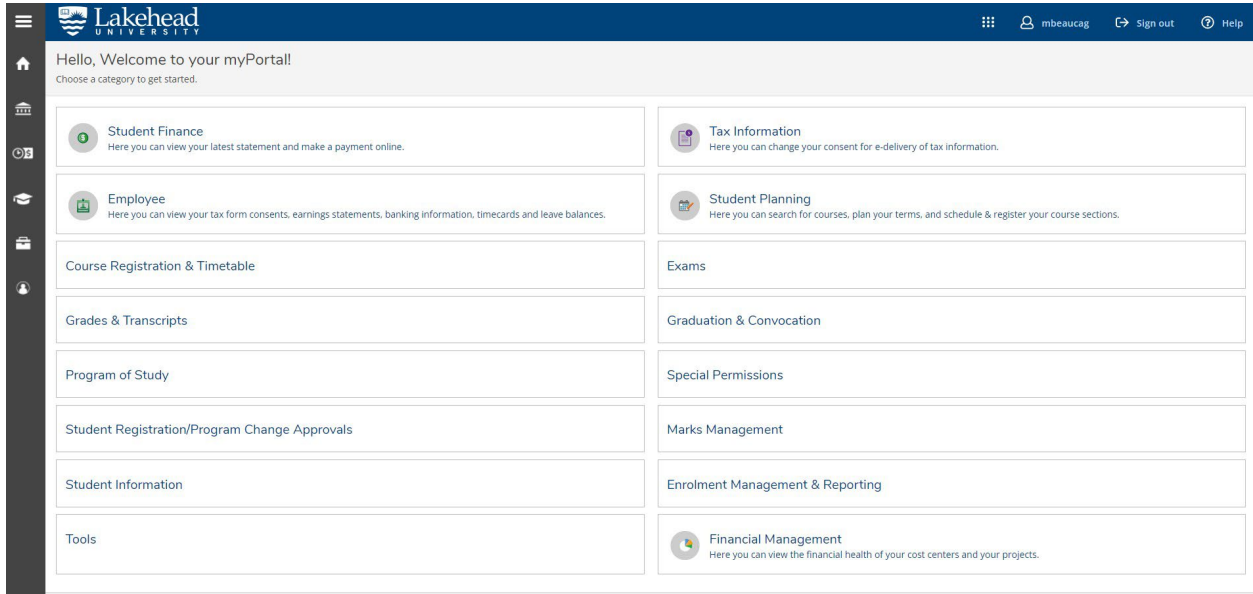 Lakehead
UNIVERSITY
mbeaucag
Sign out
Help
Hello, Welcome to your myPortal!
Choose a category to get started.
Student Finance
Here you can view your latest statement and make a payment online.
Tax Information
Here you can change your consent for e-delivery of tax information.
Employee
Here you can view your tax form consents, earnings statements, banking information, timecards and leave balances.
Student Planning
Here you can search for courses, plan your terms, and schedule & register your course sections.
Course Registration & Timetable
Exams
Grades & Transcripts
Graduation & Convocation
Program of Study
Special Permissions
Student Registration/Program Change Approvals
Marks Management
Student Information
Enrolment Management & Reporting
Tools
Financial Management
Here you can view the financial health of your cost centers and your projects.